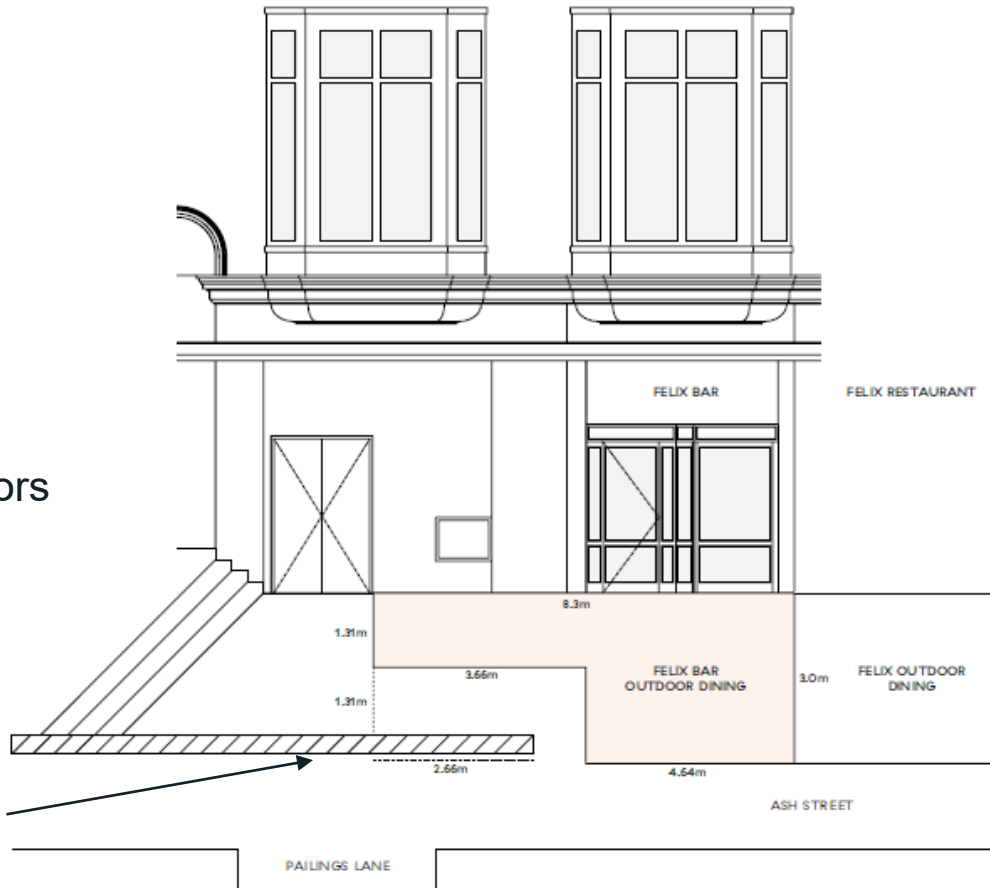 FELIX BAR
FELIX RESTAURANT
ors
8.3m
1.31m
3.66m
FELIX BAR
OUTDOOR DINING
3.0m
FELIX OUTDOOR
DINING
1.31m
2.66m
4.64m
ASH STREET
PAILINGS LANE